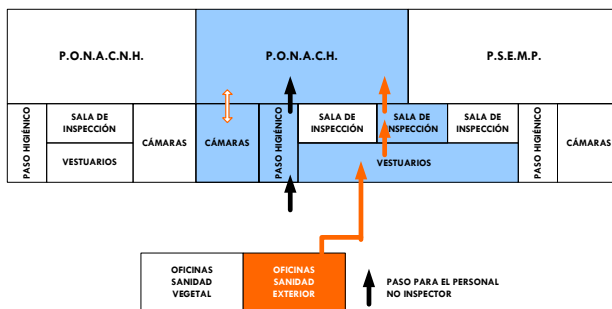 P.O.N.A.C.N.H.
P.O.N.A.C.H.
P.S.E.M.P.
PASO HIGIÉNICO
SALA DE
INSPECCIÓN
VESTUARIOS
CÁMARAS
CÁMARAS
PASO HIGIÉNICO
SALA DE
INSPECCIÓN
SALA DE
INSPECCIÓN
SALA DE
INSPECCIÓN
VESTUARIOS
PASO HIGIÉNICO
CÁMARAS
OFICINAS
SANIDAD
VEGETAL
OFICINAS
SANIDAD
EXTERIOR
PASO PARA EL PERSONAL
NO INSPECTOR